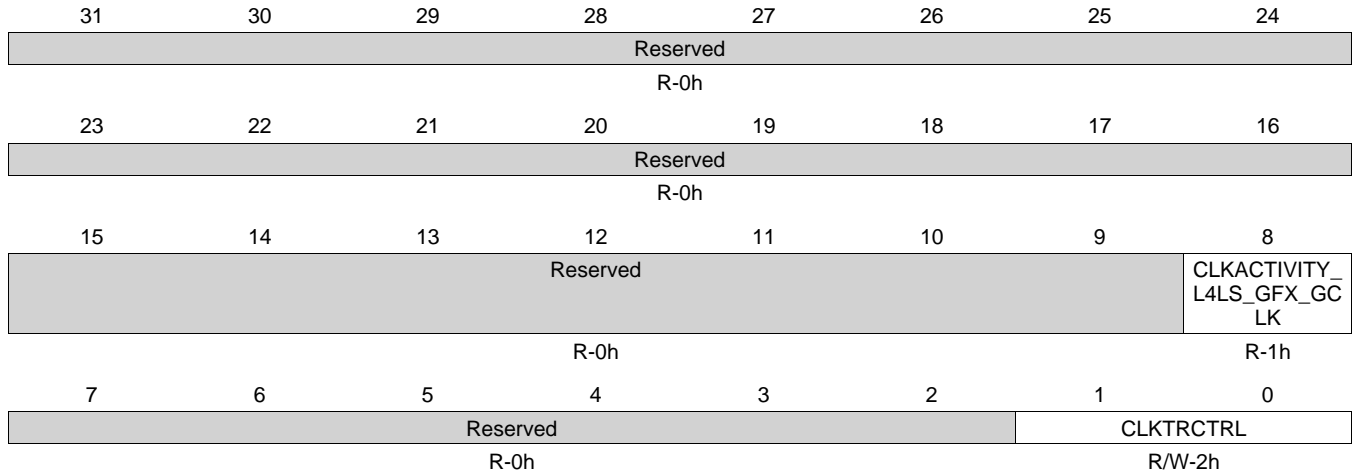 31 30 29 28 27 26 25 24
Reserved
R-0h
23 22 21 20 19 18 17 16
Reserved
R-0h
15 14 13 12 11 10 9 8
Reserved CLKACTIVITY_
L4LS_GFX_GC
LK
R-0h R-1h
7 6 5 4 3 2 1 0
Reserved CLKTRCTRL
R-0h R/W-2h